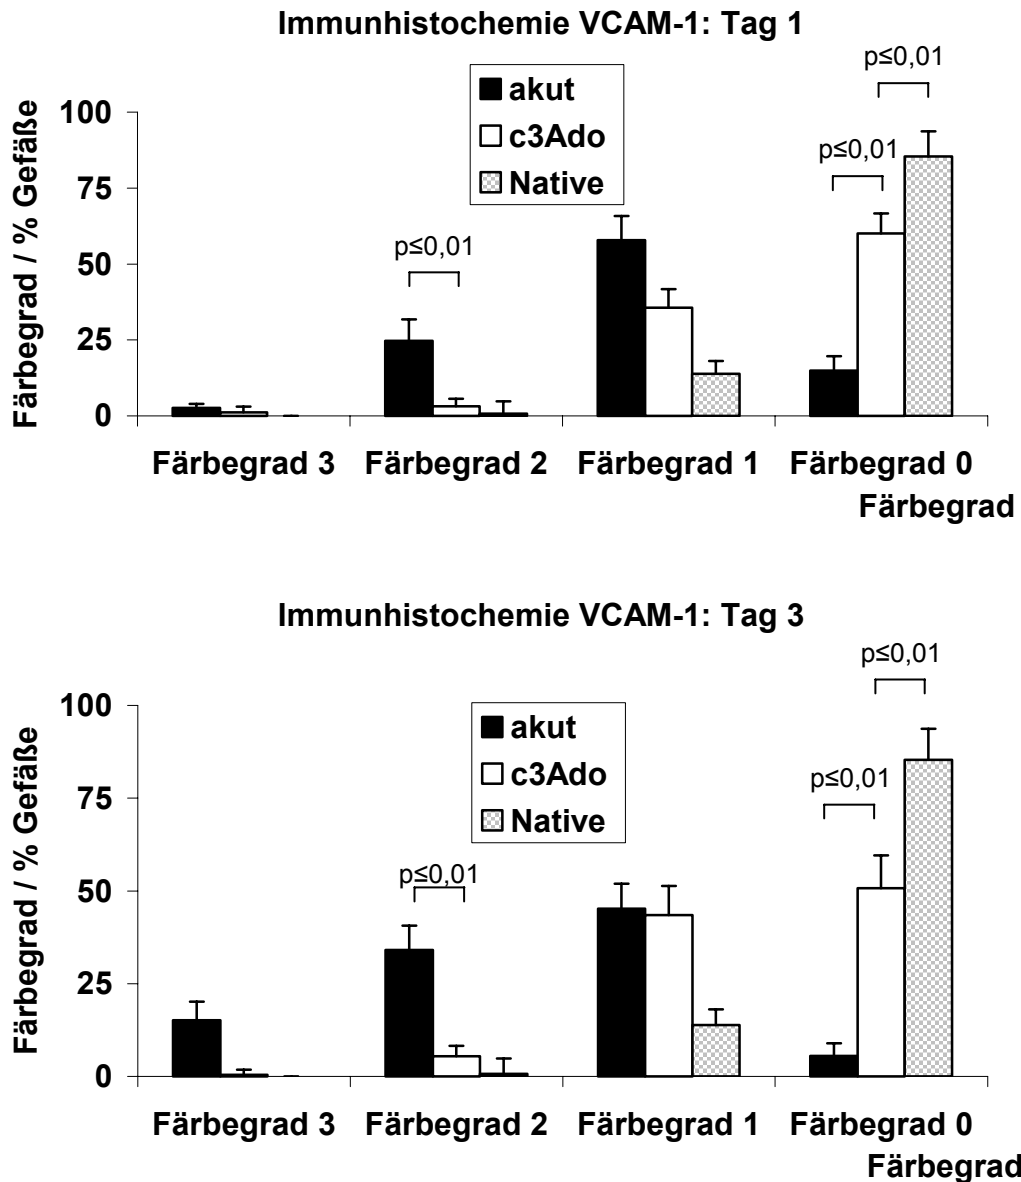 Immunhistochemie VCAM-1: Tag 1
p≤0,01
akut
c3Ado
Native
100
75
50
25
0
Färbegrad / % Gefäße
p≤0,01
p≤0,01
Färbegrad 3 Färbegrad 2 Färbegrad 1 Färbegrad 0
Färbegrad
Immunhistochemie VCAM-1: Tag 3
p≤0,01
akut
c3Ado
Native
100
75
50
25
0
Färbegrad / % Gefäße
p≤0,01
p≤0,01
Färbegrad 3 Färbegrad 2 Färbegrad 1 Färbegrad 0
Färbegrad